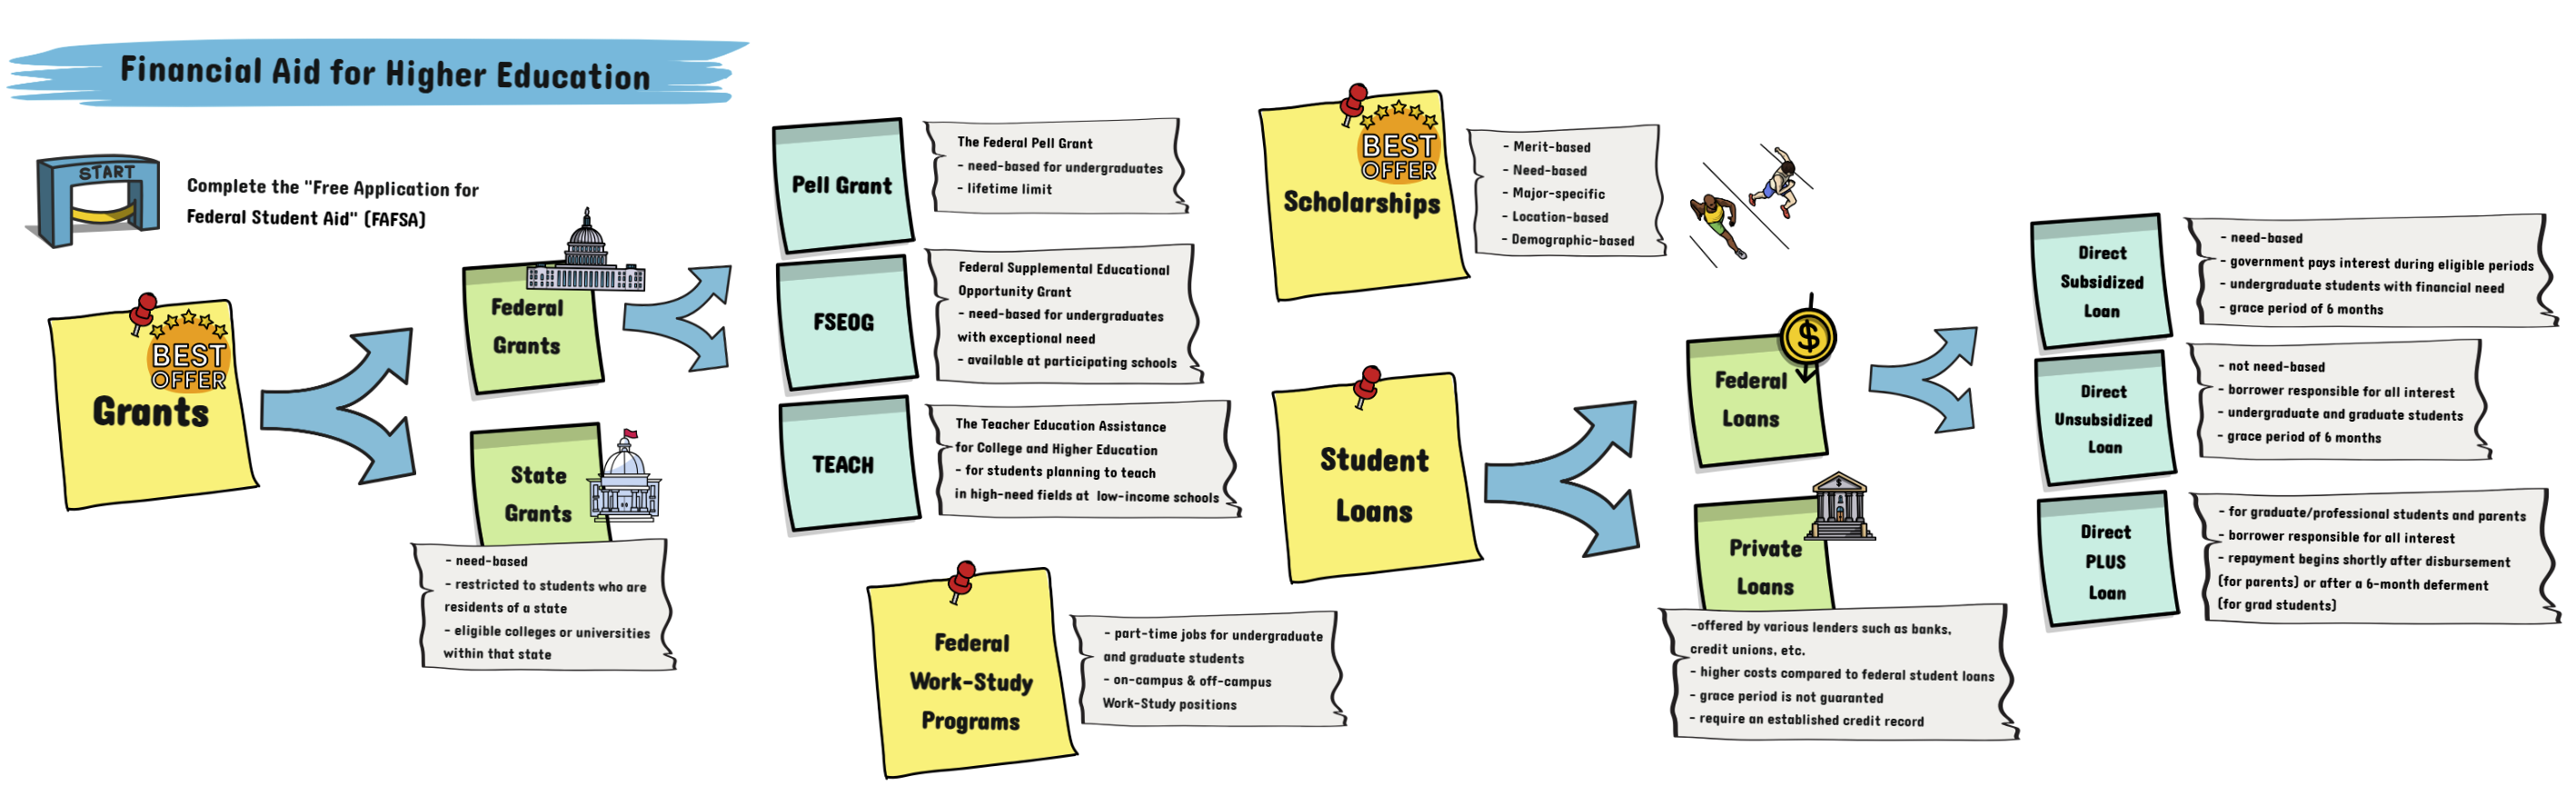 Financial Aid for Higher Education
START
Complete the "Free Application for
Federal Student Aid" (FAFSA)
BEST
OFFER
Grants
Federal
Grants
State
Grants
- need-based
- restricted to students who are
residents of a state
- eligible colleges or universities
within that state
Pell Grant
The Federal Pell Grant
- need-based for undergraduates
- lifetime limit
FSEOG
Federal Supplemental Educational
Opportunity Grant
- need-based for undergraduates
with exceptional need
- available at participating schools
TEACH
The Teacher Education Assistance
for College and Higher Education
- for students planning to teach
in high-need fields at low-income schools
Federal
Work-Study
Programs
- part-time jobs for undergraduate
and graduate students
- on-campus & off-campus
Work-Study positions
BEST
OFFER
Scholarships
- Merit-based
- Need-based
- Major-specific
- Location-based
- Demographic-based
Student
Loans
$
Federal
Loans
Private
Loans
-offered by various lenders such as banks,
credit unions, etc.
- higher costs compared to federal student loans
- grace period is not guaranted
- require an established credit record
Direct
Subsidized
Loan
- need-based
- government pays interest during eligible periods
- undergraduate students with financial need
- grace period of 6 months
Direct
Unsubsidized
Loan
- not need-based
- borrower responsible for all interest
- undergraduate and graduate students
- grace period of 6 months
Direct
PLUS
Loan
- for graduate/professional students and parents
- borrower responsible for all interest
- repayment begins shortly after disbursement
(for parents) or after a 6-month deferment
(for grad students)